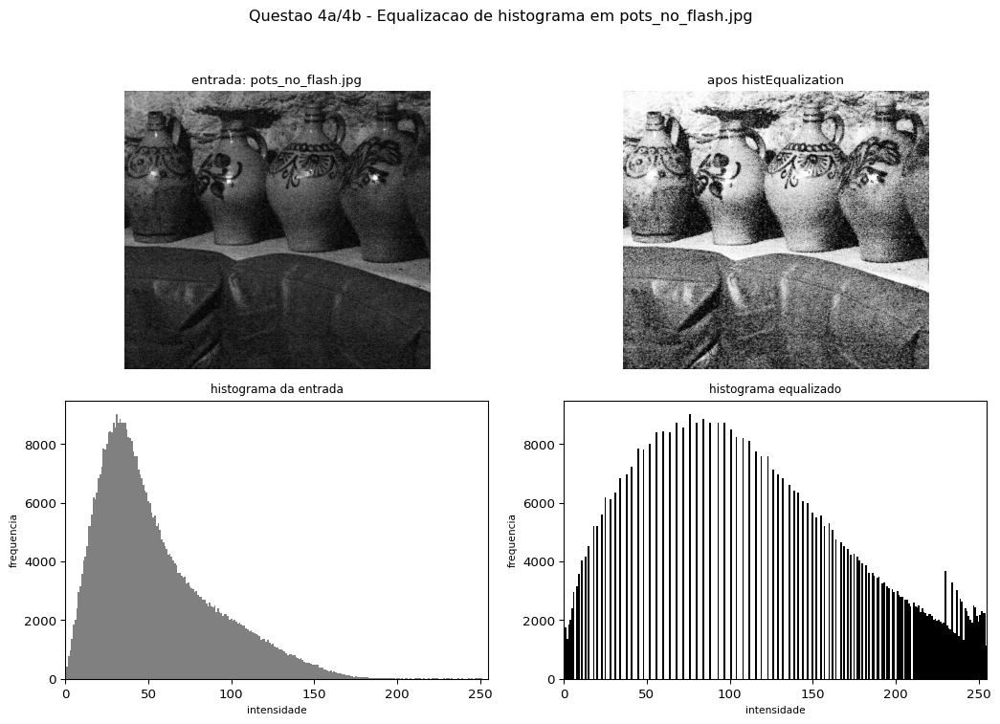 Questao 4a/4b - Equalizacao de histograma em pots_no_flash.jpg
entrada: pots_no_flash.jpg
apos histEqualization
histograma da entrada
histograma equalizado
frequencia
8000
6000
4000
2000
0
0 50 100 150 200 250
intensidade
frequencia
8000
6000
4000
2000
0
0 50 100 150 200 250
intensidade